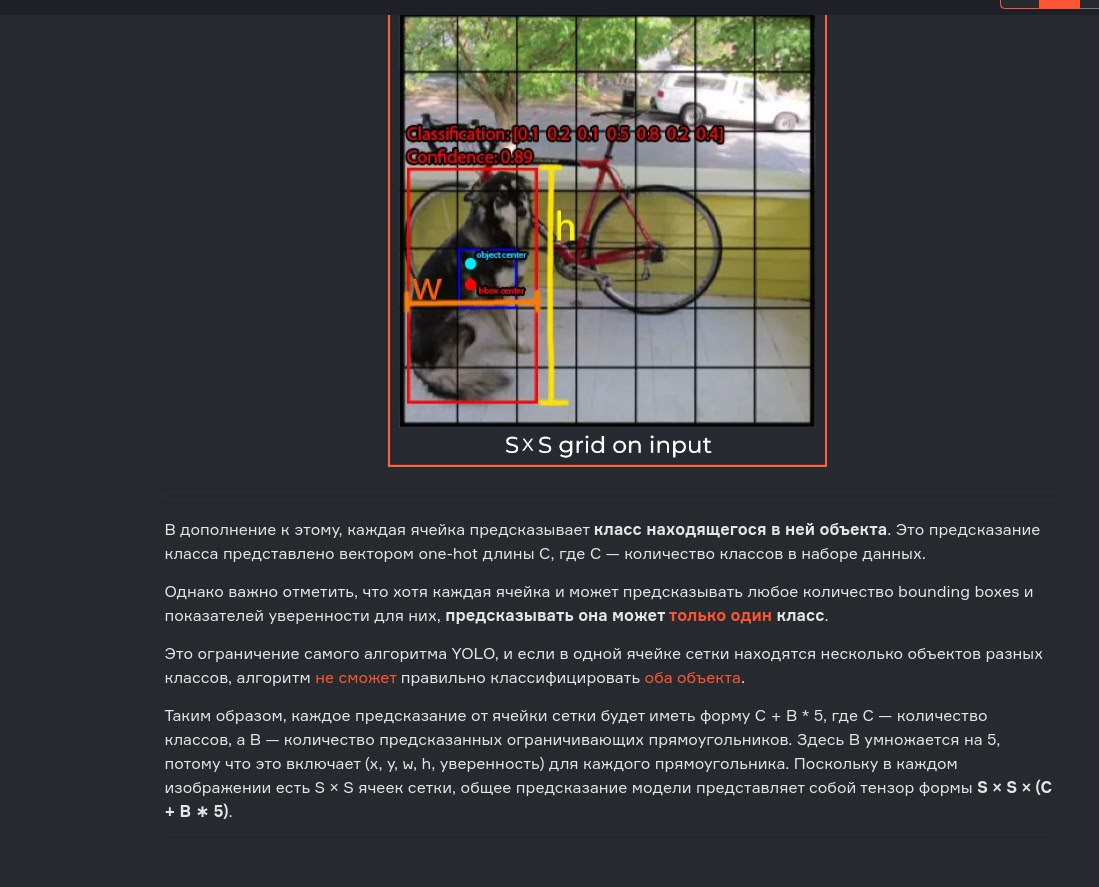 Classification: [0.1 0.2 0.1 0.5 0.8 0.2 0.4]
Confidence: 0.89
h
object center
w
bbox center
S×S grid on input
В дополнение к этому, каждая ячейка предсказывает класс находящегося в ней объекта. Это предсказание
класса представлено вектором one-hot длины C, где C — количество классов в наборе данных.
Однако важно отметить, что хотя каждая ячейка и может предсказывать любое количество bounding boxes и
показателей уверенности для них, предсказывать она может только один класс.
Это ограничение самого алгоритма YOLO, и если в одной ячейке сетки находятся несколько объектов разных
классов, алгоритм не сможет правильно классифицировать оба объекта.
Таким образом, каждое предсказание от ячейки сетки будет иметь форму C + B * 5, где C — количество
классов, а B — количество предсказанных ограничивающих прямоугольников. Здесь B умножается на 5,
потому что это включает (x, y, w, h, уверенность) для каждого прямоугольника. Поскольку в каждом
изображении есть S × S ячеек сетки, общее предсказание модели представляет собой тензор формы S × S × (C
+ B ∗ 5).